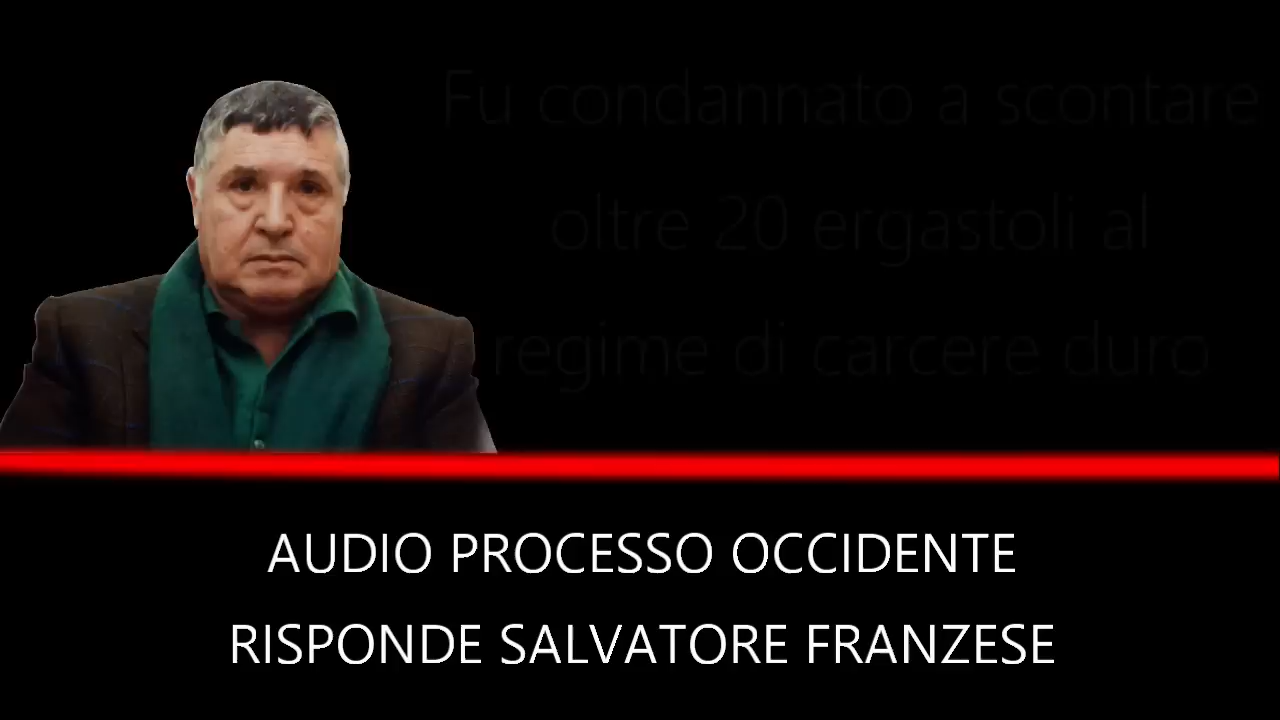 Fu condannato a scontare
oltre 20 ergastoli al
regime di carcere duro
AUDIO PROCESSO OCCIDENTE
RISPONDE SALVATORE FRANZESE